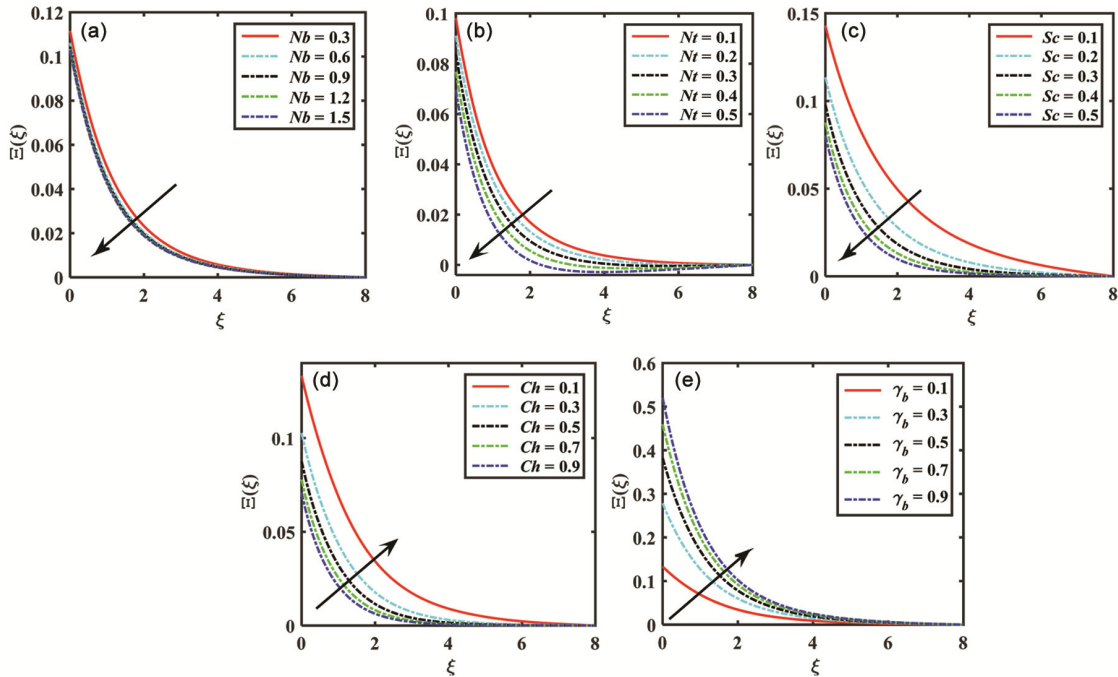 (a)
Nb = 0.3
Nb = 0.6
Nb = 0.9
Nb = 1.2
Nb = 1.5
0.12
0.1
0.08
0.06
0.04
0.02
0
Ξ(ξ)
0 2 4 6 8
ξ
(b)
Nt = 0.1
Nt = 0.2
Nt = 0.3
Nt = 0.4
Nt = 0.5
0.1
0.08
0.06
0.04
0.02
0
Ξ(ξ)
0 2 4 6 8
ξ
(c)
Sc = 0.1
Sc = 0.2
Sc = 0.3
Sc = 0.4
Sc = 0.5
0.15
0.1
0.05
0
Ξ(ξ)
0 2 4 6 8
ξ
(d)
Ch = 0.1
Ch = 0.3
Ch = 0.5
Ch = 0.7
Ch = 0.9
0.1
0.05
0
Ξ(ξ)
0 2 4 6 8
ξ
(e)
γb = 0.1
γb = 0.3
γb = 0.5
γb = 0.7
γb = 0.9
0.6
0.5
0.4
0.3
0.2
0.1
0
Ξ(ξ)
0 2 4 6 8
ξ